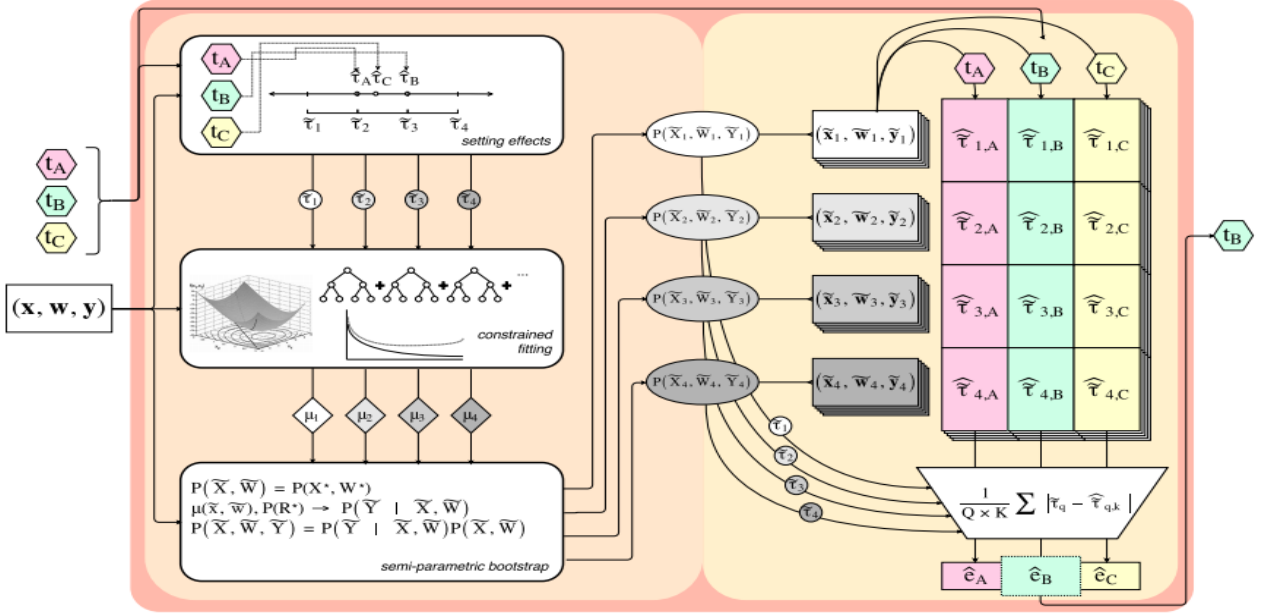 t_A
t_B
t_C
(x, w, y)
t_A
t_B
t_C
τ̂_A τ̂_C τ̂_B
τ̃_1 τ̃_2 τ̃_3 τ̃_4
setting effects
τ̃_1 τ̃_2 τ̃_3 τ̃_4
+ + + ...
constrained
fitting
μ_1 μ_2 μ_3 μ_4
P(X̃, W̃) = P(X*, W*)
μ(x̃, w̃), P(R*) → P(Ỹ | X̃, W̃)
P(X̃, W̃, Y) = P(Ỹ | X̃, W̃)P(X̃, W̃)
semi-parametric bootstrap
P(X̃_1, W̃_1, Ỹ_1)
P(X̃_2, W̃_2, Ỹ_2)
P(X̃_3, W̃_3, Ỹ_3)
P(X̃_4, W̃_4, Ỹ_4)
(x̃_1, w̃_1, ỹ_1)
(x̃_2, w̃_2, ỹ_2)
(x̃_3, w̃_3, ỹ_3)
(x̃_4, w̃_4, ỹ_4)
t_A t_B t_C
τ̃̂_1,A τ̃̂_1,B τ̃̂_1,C
τ̃̂_2,A τ̃̂_2,B τ̃̂_2,C
τ̃̂_3,A τ̃̂_3,B τ̃̂_3,C
τ̃̂_4,A τ̃̂_4,B τ̃̂_4,C
τ̃_1
τ̃_2
τ̃_3
τ̃_4
1/(Q × K) ∑ |τ̃_q − τ̃̂_q,k|
ê_A ê_B ê_C
t_B